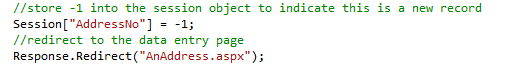 //store -1 into the session object to indicate this is a new record
Session["AddressNo"] = -1;
//redirect to the data entry page
Response.Redirect("AnAddress.aspx");